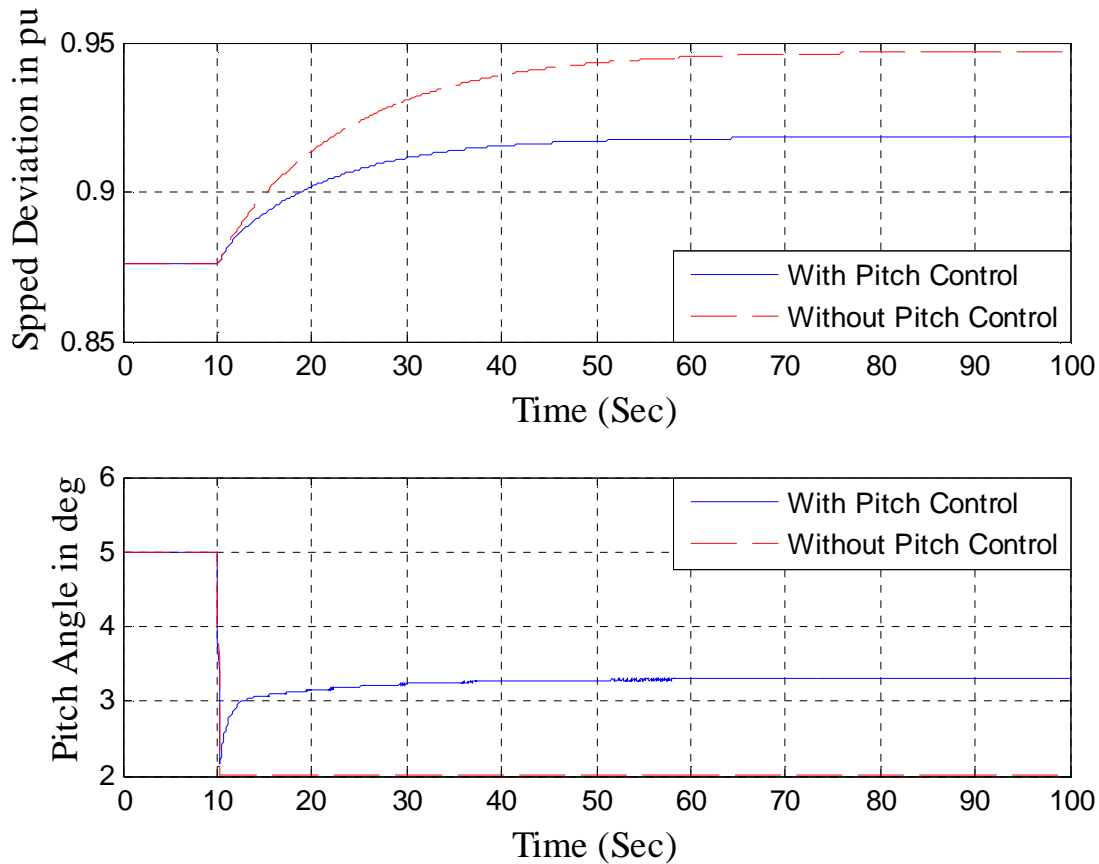 Spped Deviation in pu
0.95
0.9
0.85
With Pitch Control
Without Pitch Control
0 10 20 30 40 50 60 70 80 90 100
Time (Sec)
Pitch Angle in deg
6
5
4
3
2
With Pitch Control
Without Pitch Control
0 10 20 30 40 50 60 70 80 90 100
Time (Sec)